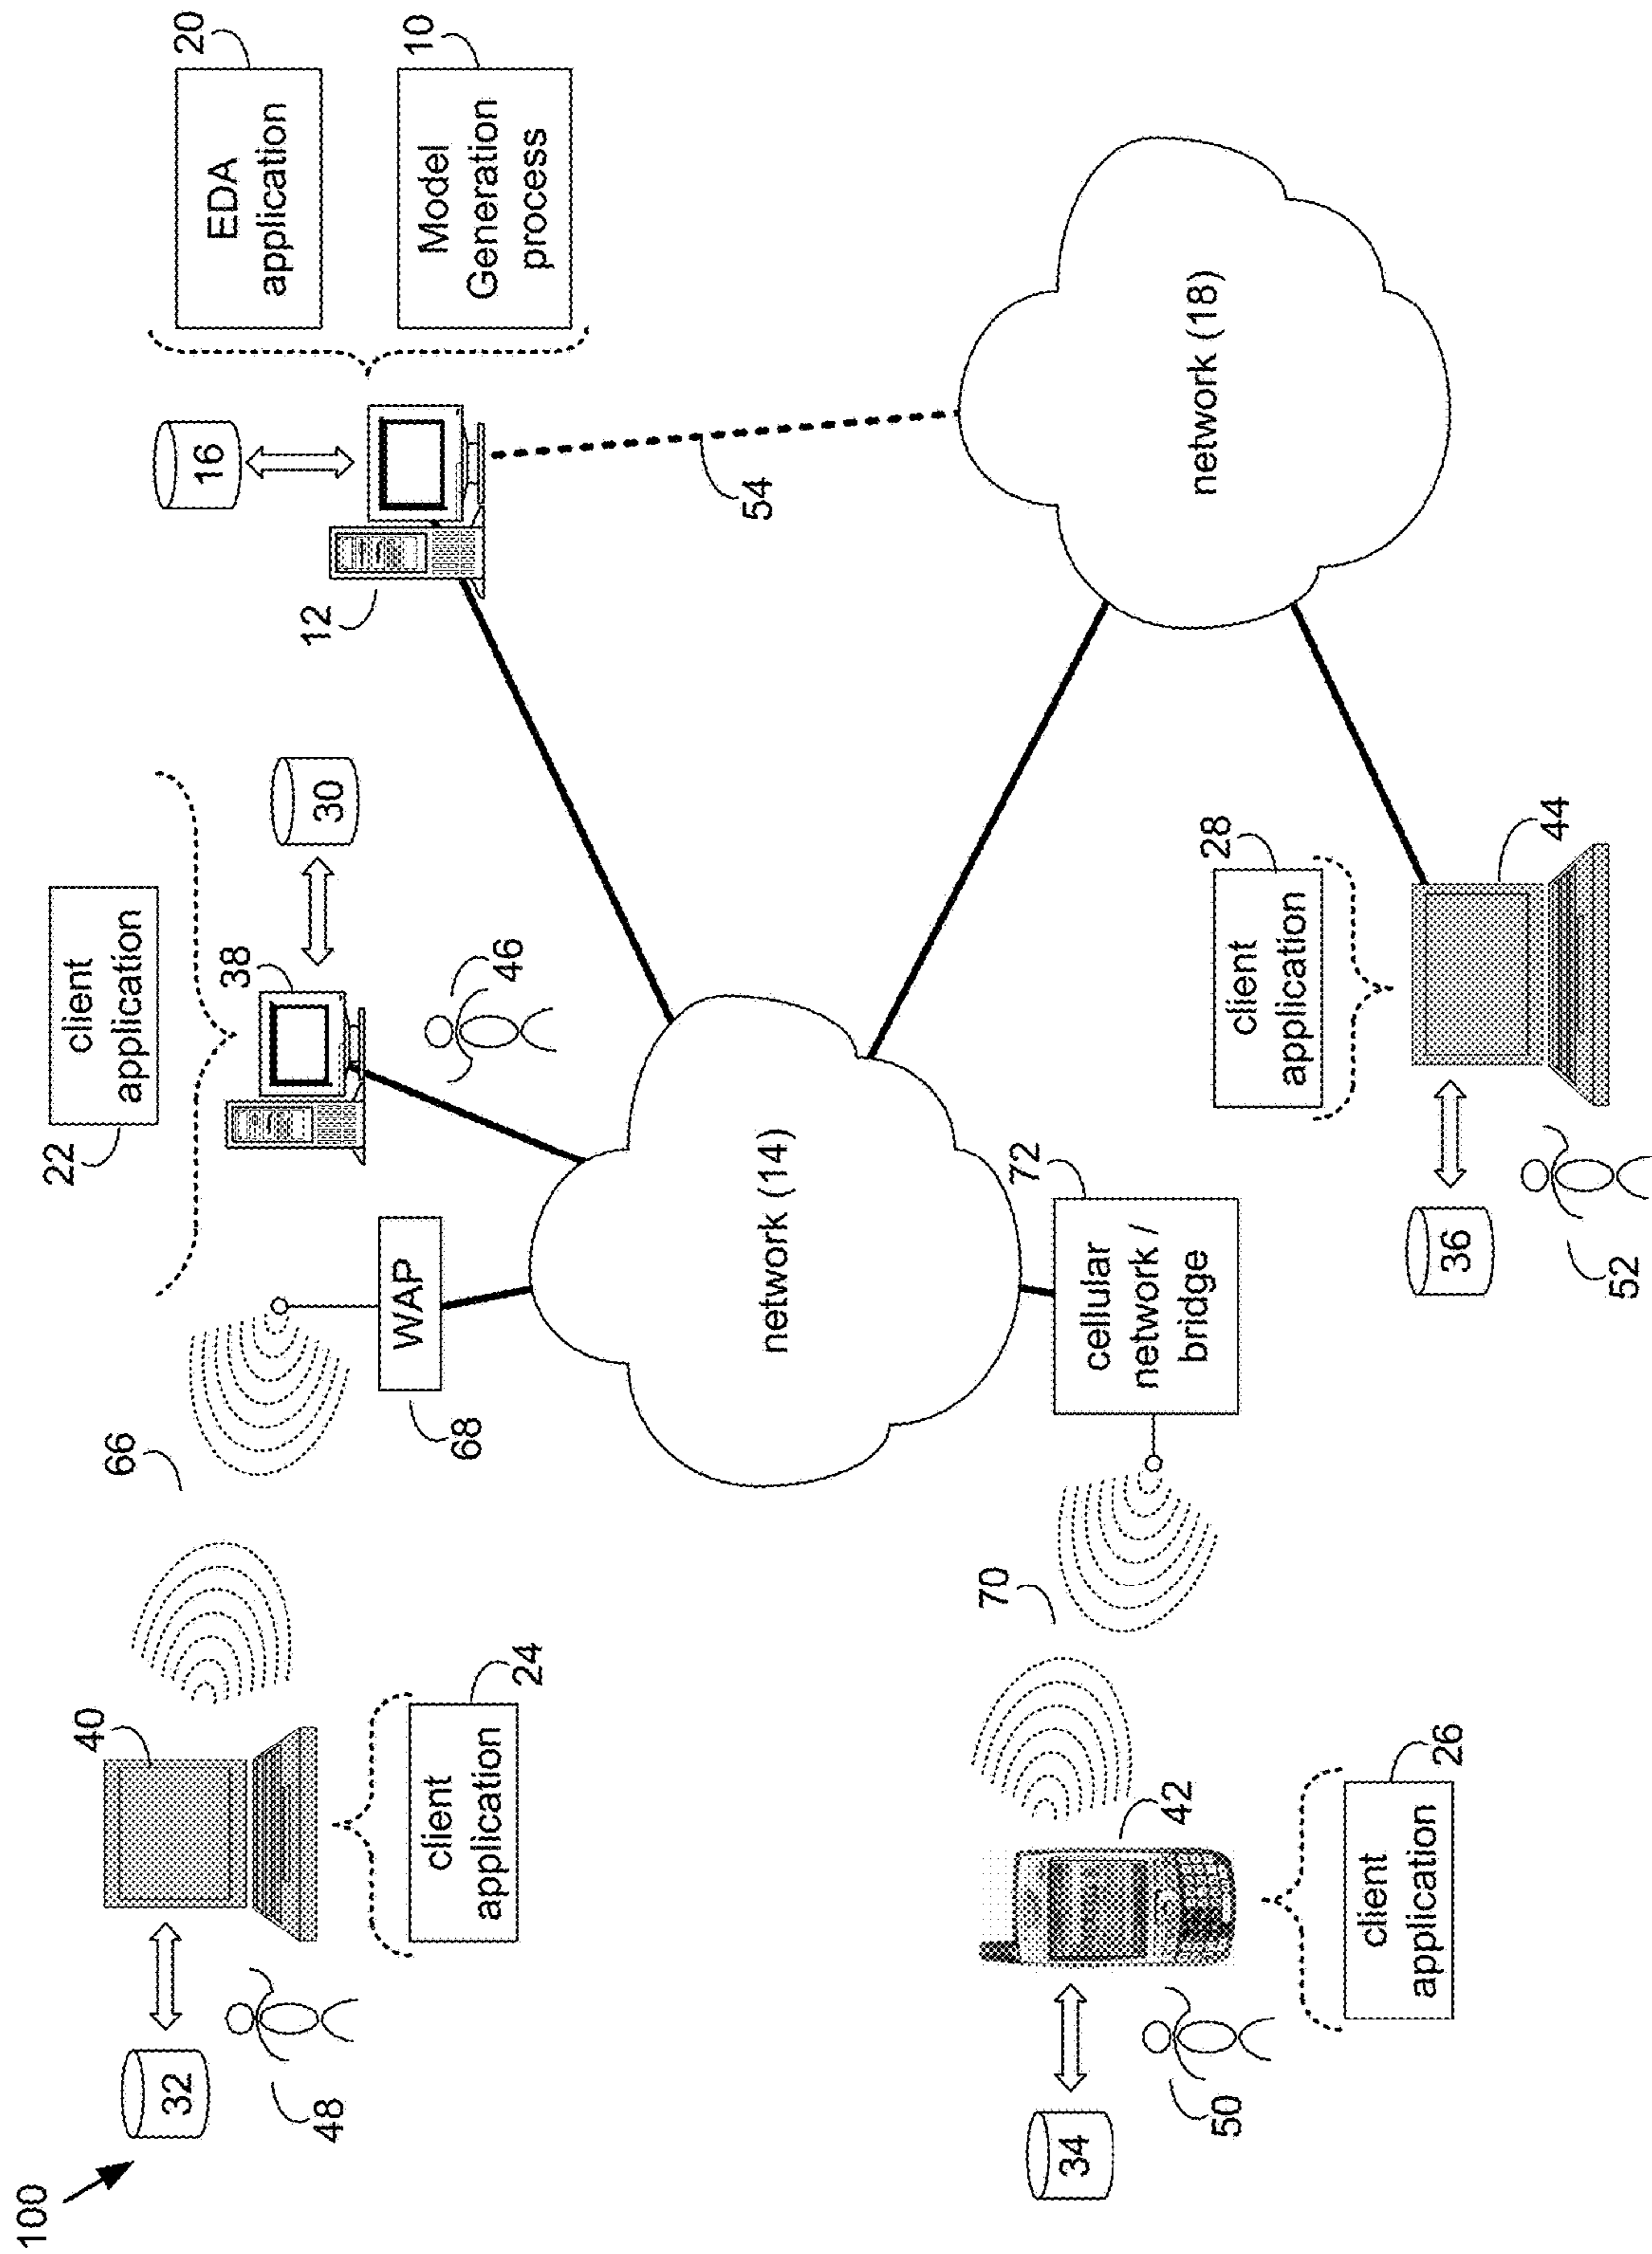 100
32
48
40
client
application
24
66
WAP
68
client
application
22
38
30
46
12
16
EDA
application
20
Model
Generation
process
10
54
network (14)
network (18)
34
50
42
client
application
26
70
cellular
network /
bridge
72
client
application
28
36
52
44